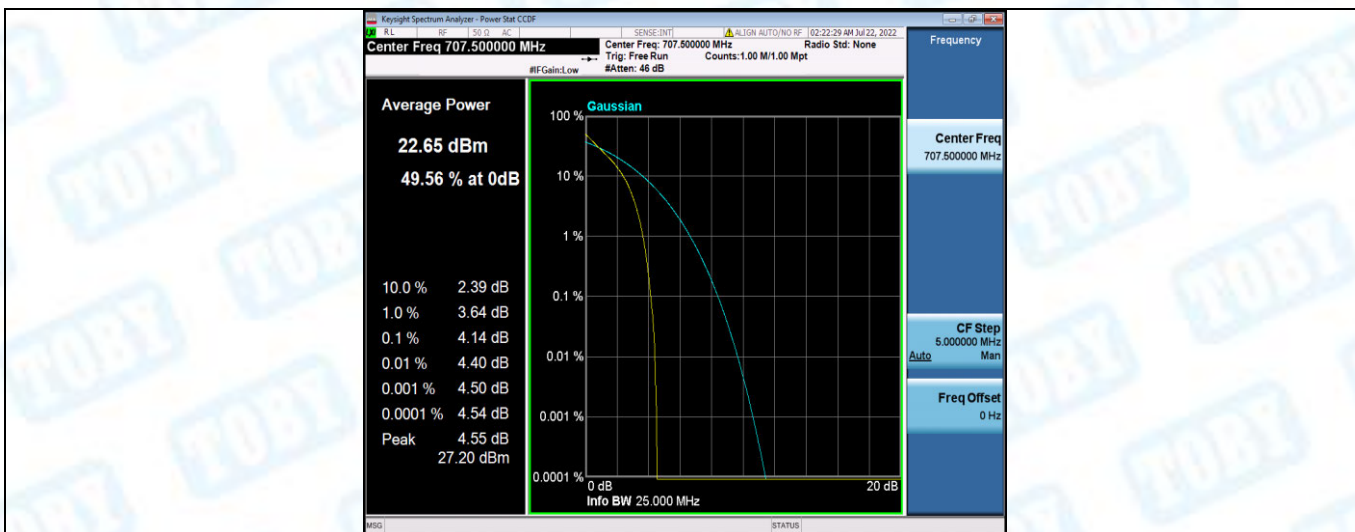 Keysight Spectrum Analyzer - Power Stat CCDF
RL RF 50 Ω AC SENSE:INT ALIGN AUTO/NO RF 02:22:29 AM Jul 22, 2022
Center Freq 707.500000 MHz
Center Freq: 707.500000 MHz Radio Std: None
Trig: Free Run Counts:1.00 M/1.00 Mpt
#IFGain:Low #Atten: 46 dB
Frequency
Average Power
22.65 dBm
49.56 % at 0dB
10.0 % 2.39 dB
1.0 % 3.64 dB
0.1 % 4.14 dB
0.01 % 4.40 dB
0.001 % 4.50 dB
0.0001 % 4.54 dB
Peak 4.55 dB
27.20 dBm
Gaussian
100 %
10 %
1 %
0.1 %
0.01 %
0.001 %
0.0001 %
0 dB 20 dB
Info BW 25.000 MHz
Center Freq
707.500000 MHz
CF Step
5.000000 MHz
Auto Man
Freq Offset
0 Hz
MSG STATUS
TOBY